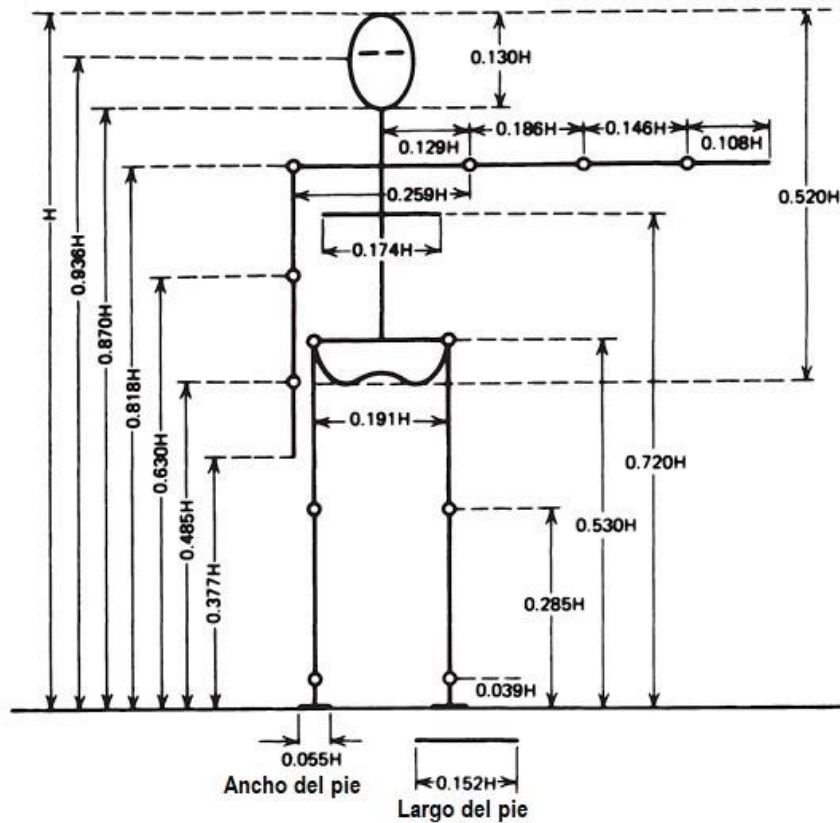 0.130H
0.186H
0.146H
0.129H
0.108H
0.259H
0.520H
0.174H
H
0.936H
0.870H
0.818H
0.630H
0.485H
0.377H
0.191H
0.720H
0.530H
0.285H
0.039H
0.055H
Ancho del pie
0.152H
Largo del pie